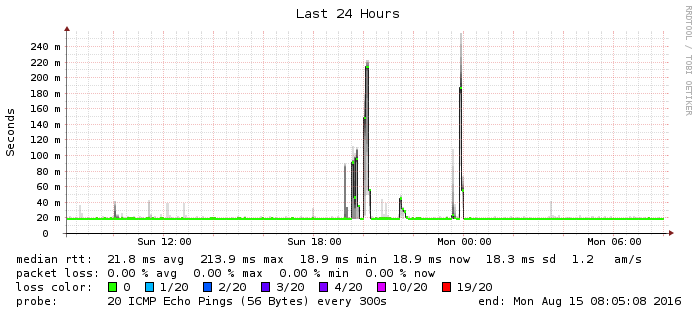 Last 24 Hours
RRDTOOL / TOBI OETIKER
Seconds
240 m
220 m
200 m
180 m
160 m
140 m
120 m
100 m
80 m
60 m
40 m
20 m
0
Sun 12:00 Sun 18:00 Mon 00:00 Mon 06:00
median rtt: 21.8 ms avg 213.9 ms max 18.9 ms min 18.9 ms now 18.3 ms sd 1.2 am/s
packet loss: 0.00 % avg 0.00 % max 0.00 % min 0.00 % now
loss color: 0 1/20 2/20 3/20 4/20 10/20 19/20
probe: 20 ICMP Echo Pings (56 Bytes) every 300s end: Mon Aug 15 08:05:08 2016